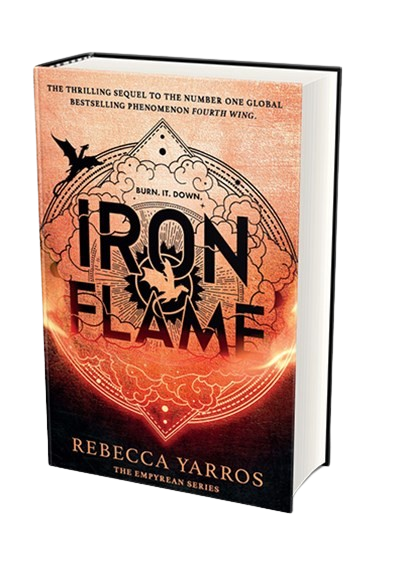 THE THRILLING SEQUEL TO THE NUMBER ONE GLOBAL
BESTSELLING PHENOMENON FOURTH WING.
BURN. IT. DOWN.
IRON
FLAME
REBECCA YARROS
THE EMPYREAN SERIES